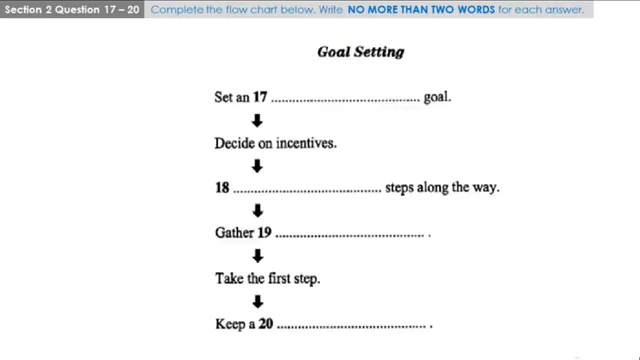 Section 2 Question 17 – 20 Complete the flow chart below. Write NO MORE THAN TWO WORDS for each answer.
Goal Setting
Set an 17 .......................................... goal.
Decide on incentives.
18 .......................................... steps along the way.
Gather 19 .......................................... .
Take the first step.
Keep a 20 .......................................... .